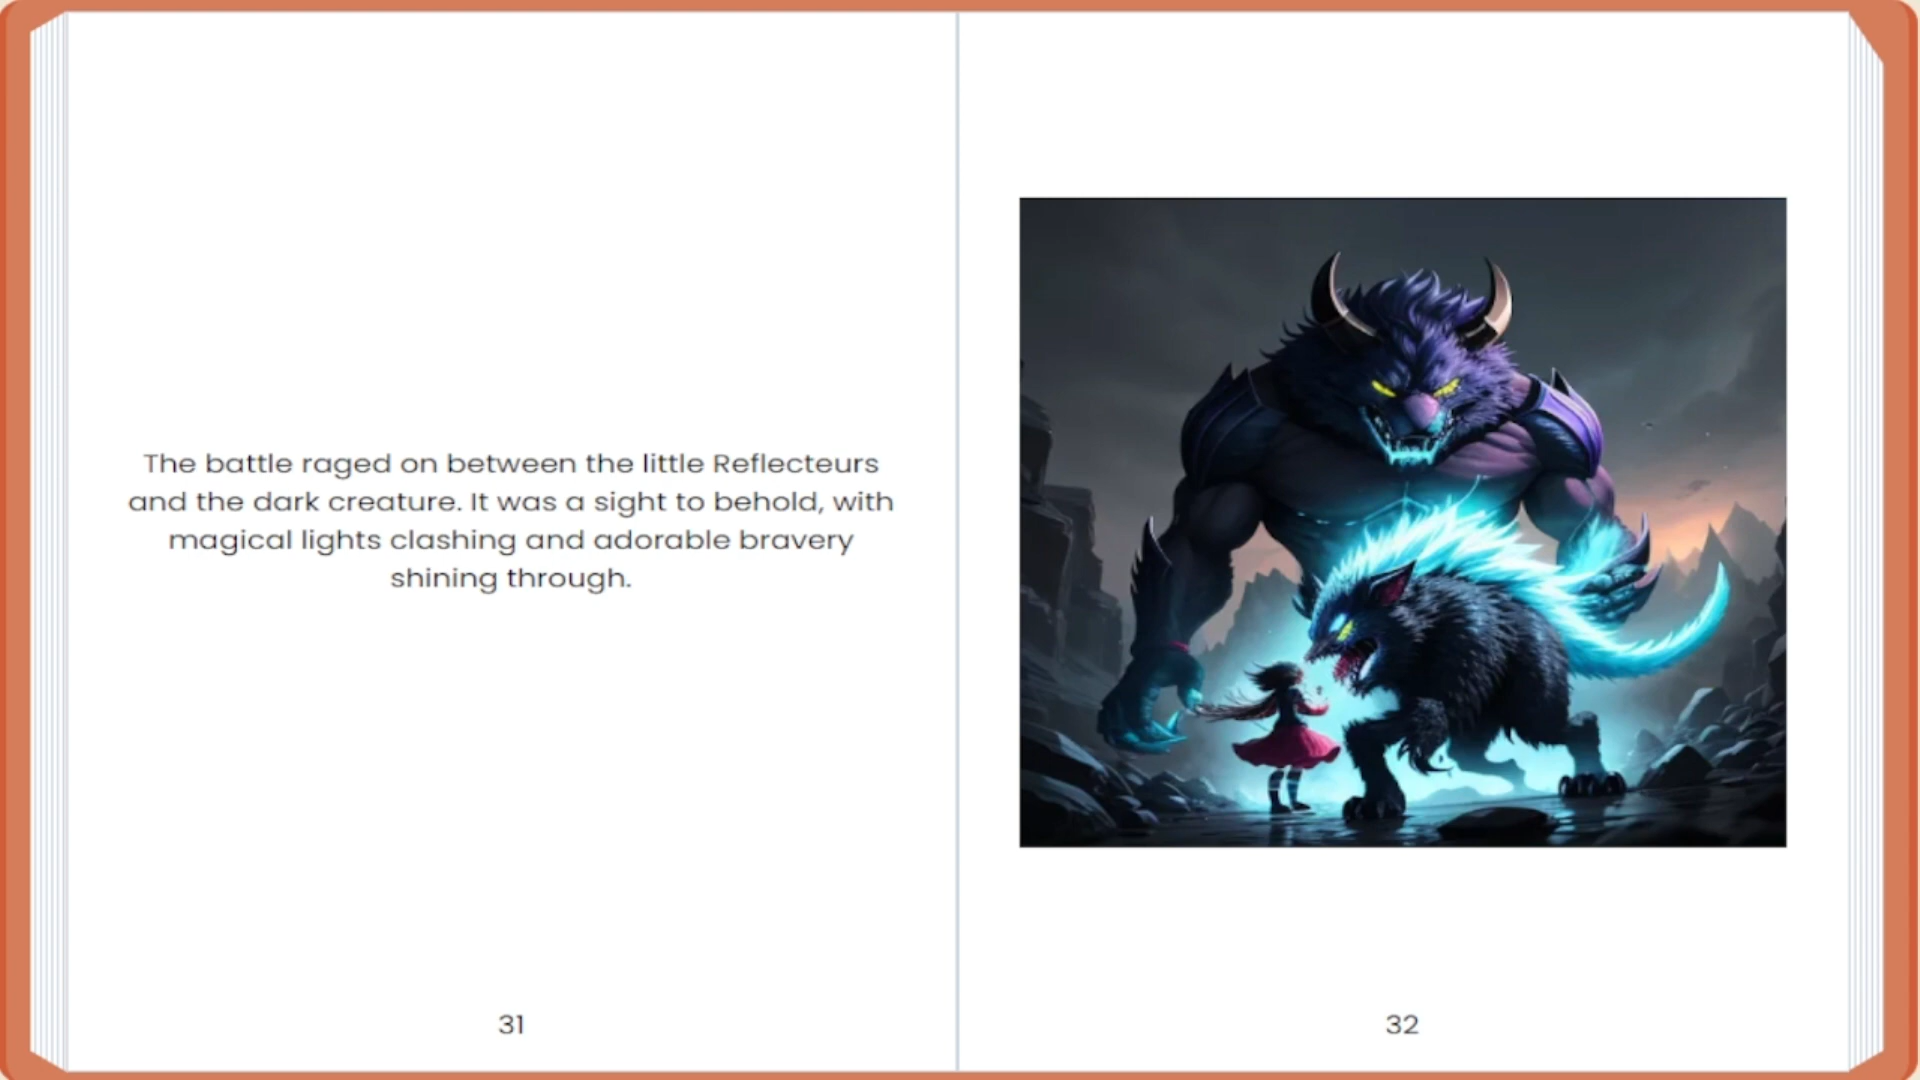 The battle raged on between the little Reflecteurs
and the dark creature. It was a sight to behold, with
magical lights clashing and adorable bravery
shining through.
31
32